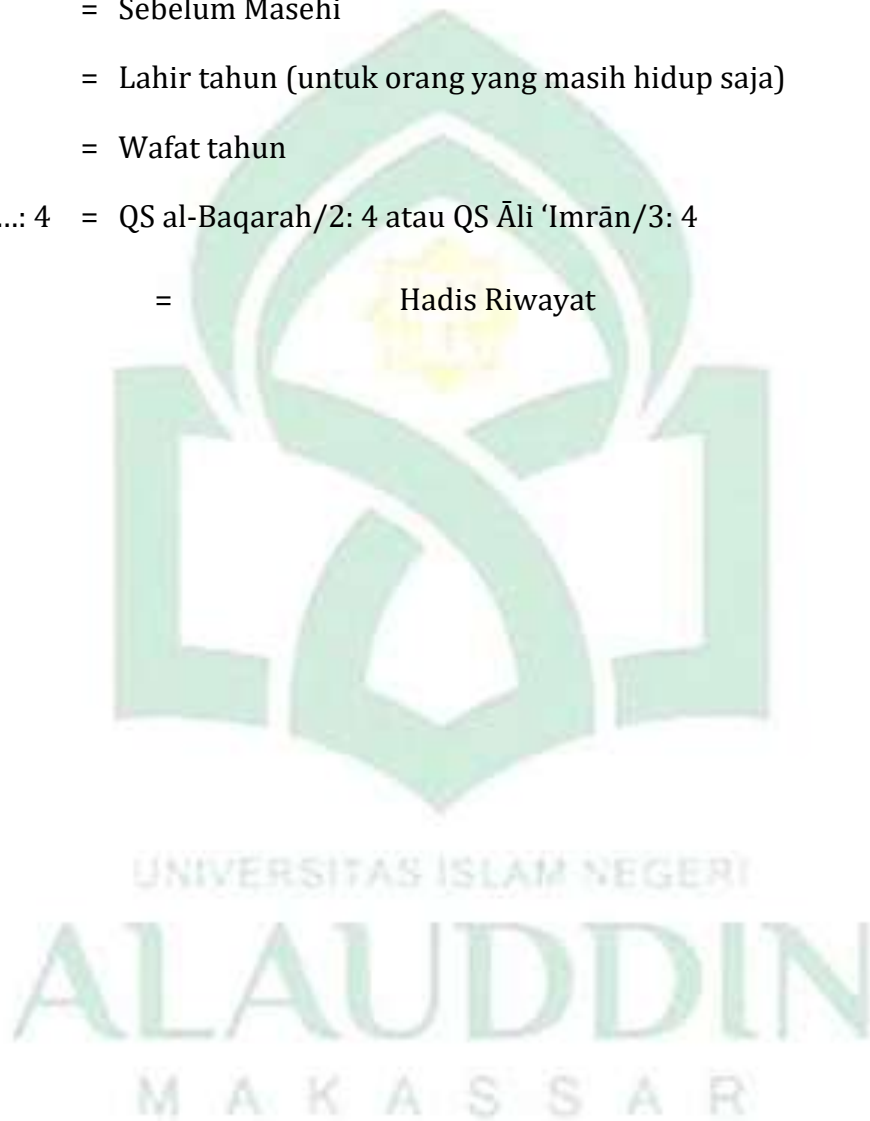 = Sebelum Masehi
= Lahir tahun (untuk orang yang masih hidup saja)
= Wafat tahun
...: 4 = QS al-Baqarah/2: 4 atau QS Āli ‘Imrān/3: 4
= Hadis Riwayat
UNIVERSITAS ISLAM NEGERI
ALAUDDIN
MAKASSAR